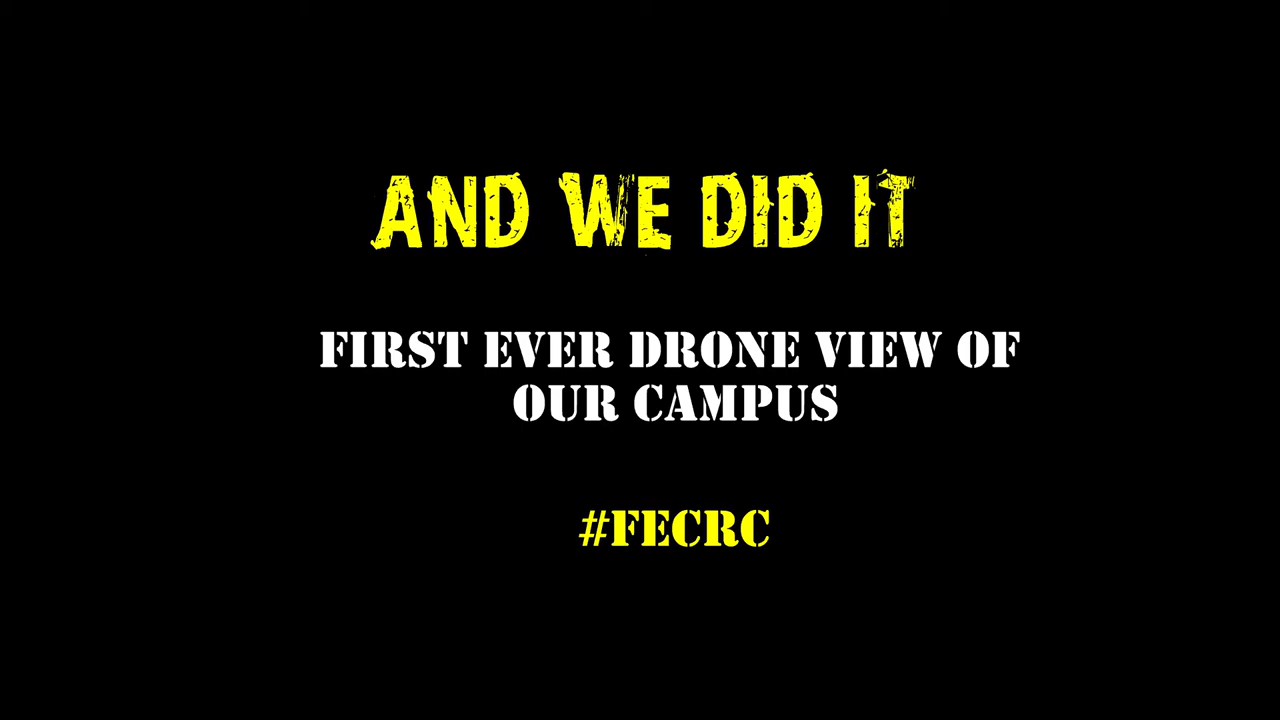 AND WE DID IT
FIRST EVER DRONE VIEW OF
OUR CAMPUS
#FECRC